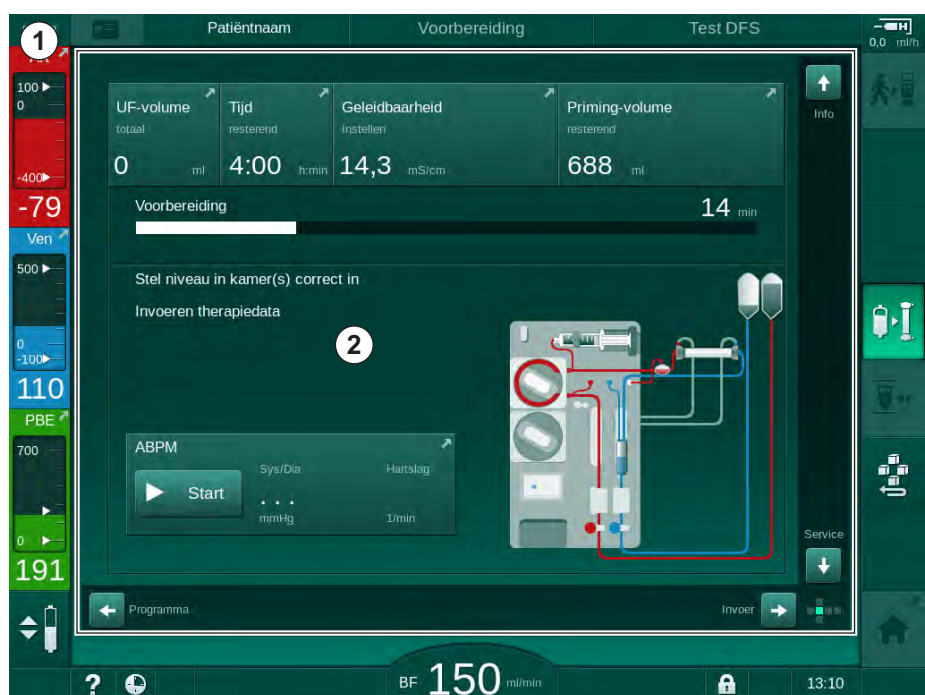 Patiëntnaam
Voorbereiding
Test DFS
H
0,0 ml/h
1
100
0
-400
-79
Ven
500
0
-100
110
PBE
700
0
191
UF-volume
totaal
0 ml
Tijd
resterend
4:00 h:min
Geleidbaarheid
Instellen
14,3 mS/cm
Priming-volume
resterend
688 ml
Info
Voorbereiding
14 min
Stel niveau in kamer(s) correct in
Invoeren therapiedata
2
ABPM
Start
Sys/Dia
. . .
mmHg
Hartslag
1/min
Service
Programma
Invoer
?
BF 150 ml/min
13:10